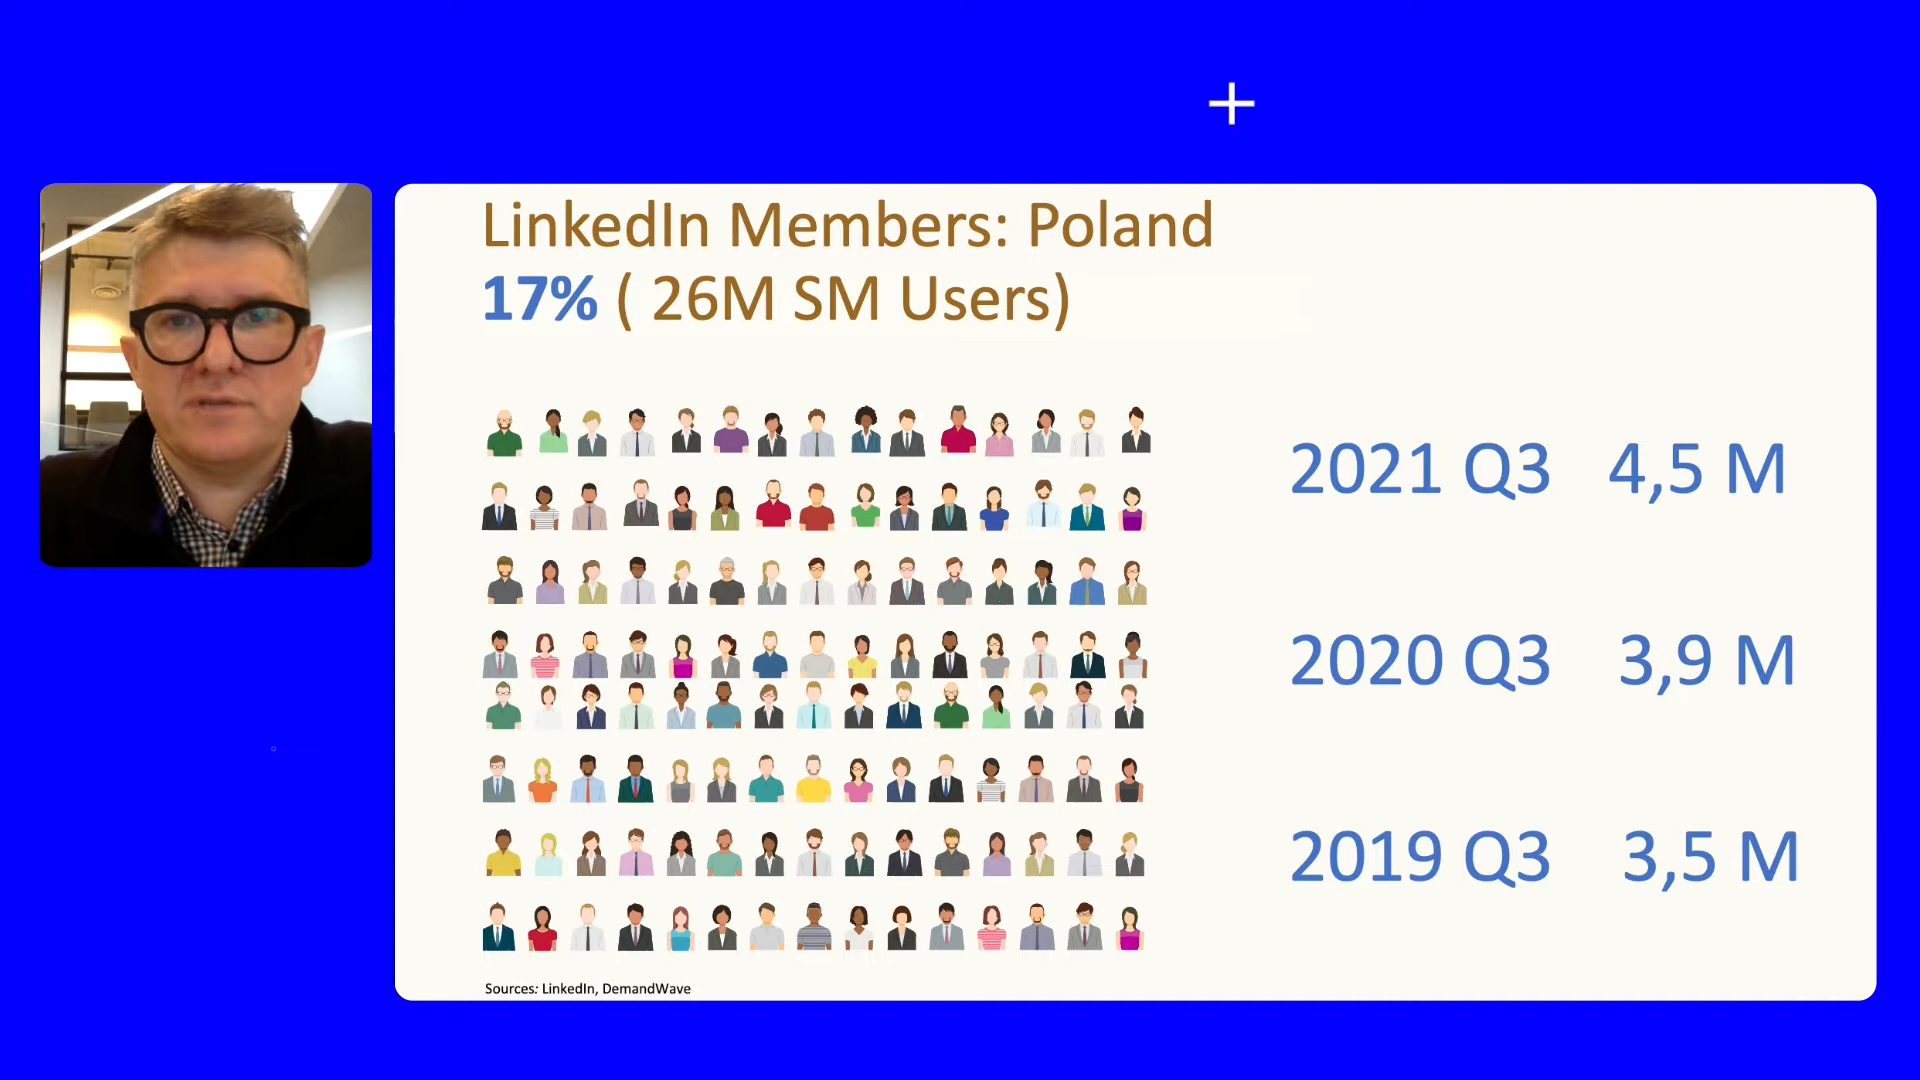 LinkedIn Members: Poland
17% ( 26M SM Users)
2021 Q3 4,5 M
2020 Q3 3,9 M
2019 Q3 3,5 M
Sources: LinkedIn, DemandWave